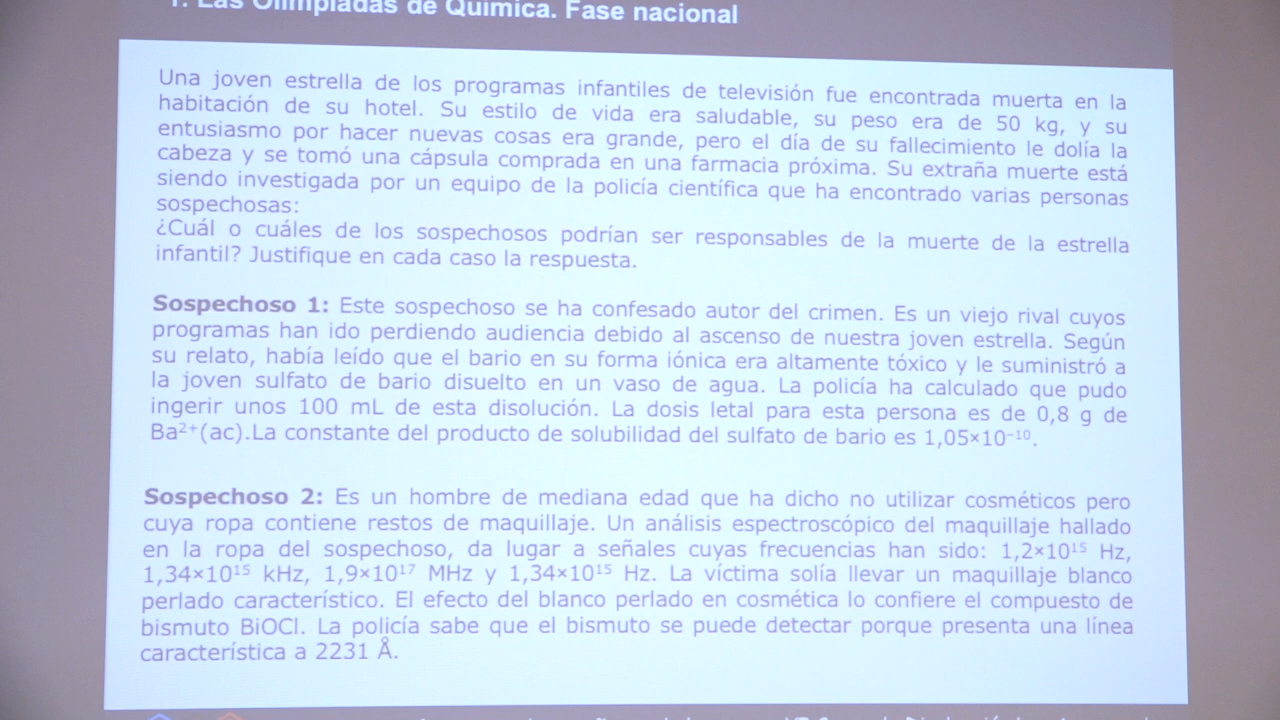 1. Las Olimpiadas de Química. Fase nacional
Una joven estrella de los programas infantiles de televisión fue encontrada muerta en la
habitación de su hotel. Su estilo de vida era saludable, su peso era de 50 kg, y su
entusiasmo por hacer nuevas cosas era grande, pero el día de su fallecimiento le dolía la
cabeza y se tomó una cápsula comprada en una farmacia próxima. Su extraña muerte está
siendo investigada por un equipo de la policía científica que ha encontrado varias personas
sospechosas:
¿Cuál o cuáles de los sospechosos podrían ser responsables de la muerte de la estrella
infantil? Justifique en cada caso la respuesta.
Sospechoso 1: Este sospechoso se ha confesado autor del crimen. Es un viejo rival cuyos
programas han ido perdiendo audiencia debido al ascenso de nuestra joven estrella. Según
su relato, había leído que el bario en su forma iónica era altamente tóxico y le suministró a
la joven sulfato de bario disuelto en un vaso de agua. La policía ha calculado que pudo
ingerir unos 100 mL de esta disolución. La dosis letal para esta persona es de 0,8 g de
Ba²⁺(ac).La constante del producto de solubilidad del sulfato de bario es 1,05×10⁻¹⁰.
Sospechoso 2: Es un hombre de mediana edad que ha dicho no utilizar cosméticos pero
cuya ropa contiene restos de maquillaje. Un análisis espectroscópico del maquillaje hallado
en la ropa del sospechoso, da lugar a señales cuyas frecuencias han sido: 1,2×10¹⁵ Hz,
1,34×10¹⁵ kHz, 1,9×10¹⁷ MHz y 1,34×10¹⁵ Hz. La víctima solía llevar un maquillaje blanco
perlado característico. El efecto del blanco perlado en cosmética lo confiere el compuesto de
bismuto BiOCl. La policía sabe que el bismuto se puede detectar porque presenta una línea
característica a 2231 Å.